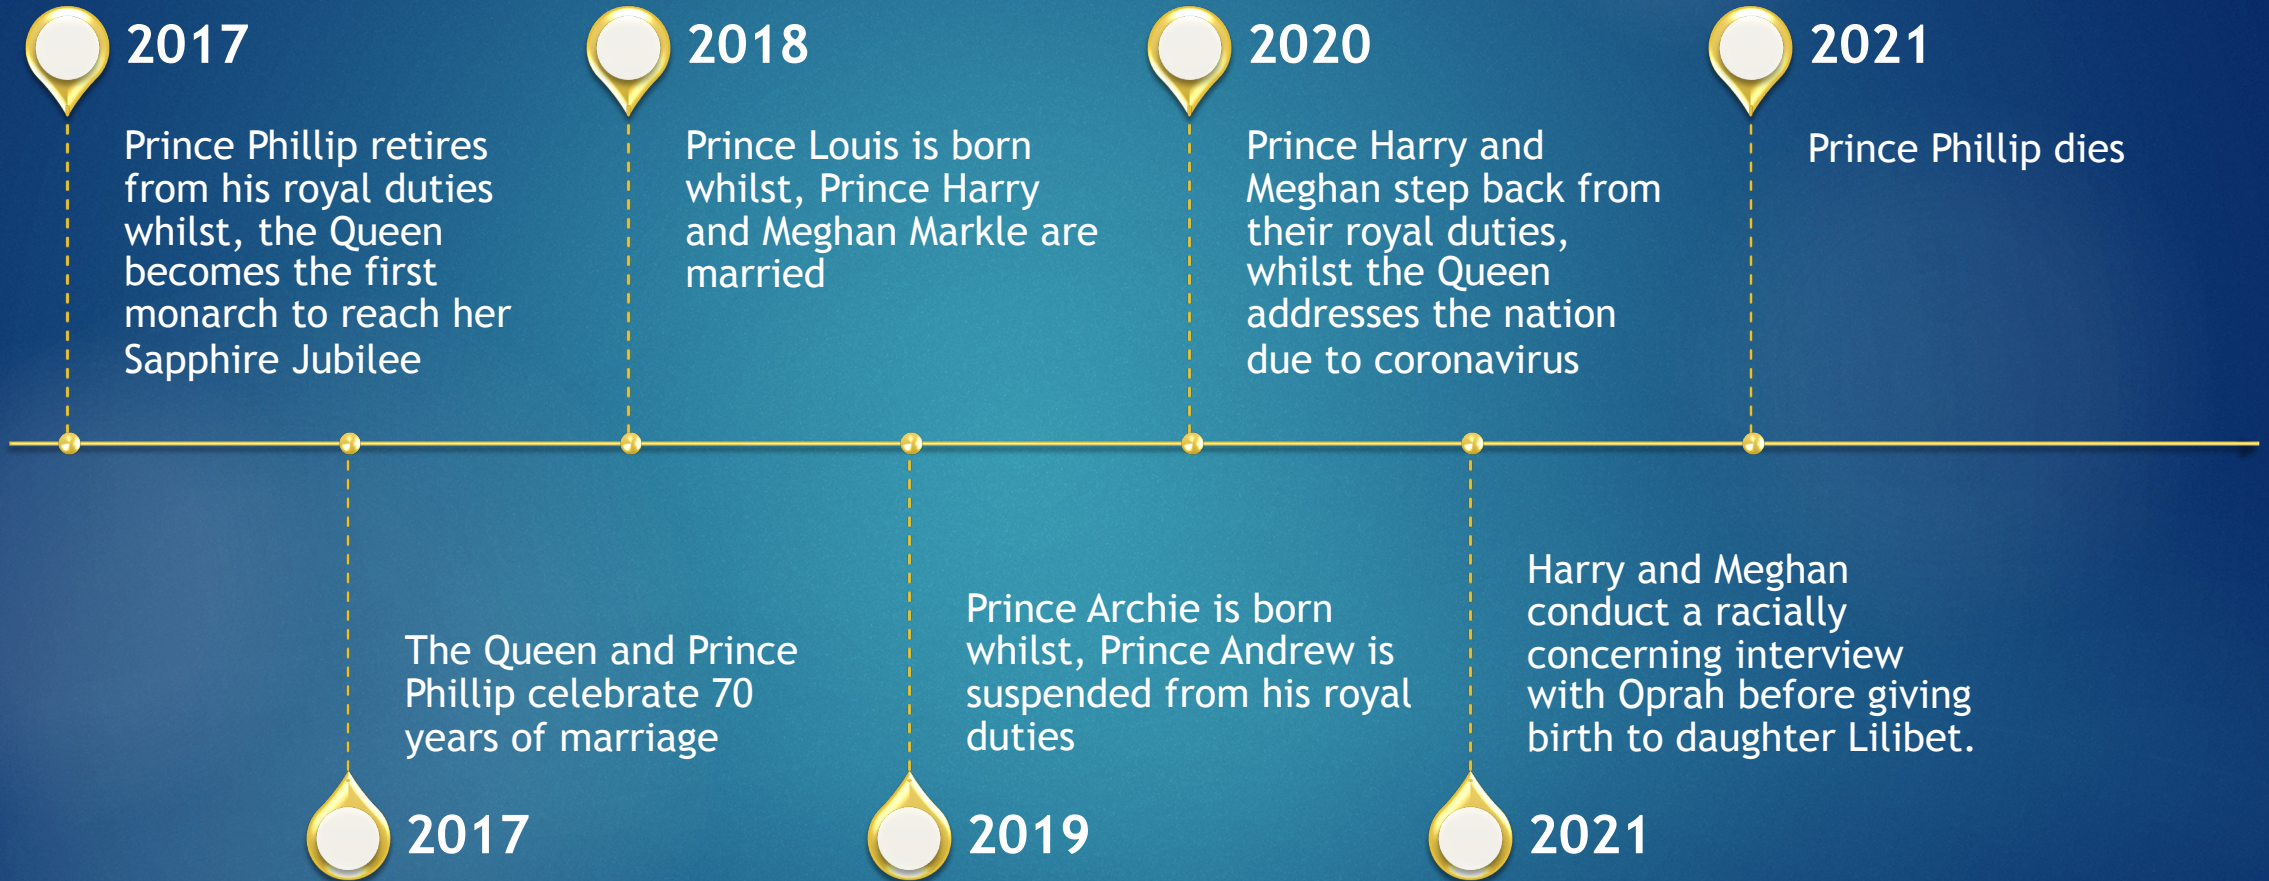 2017
Prince Phillip retires
from his royal duties
whilst, the Queen
becomes the first
monarch to reach her
Sapphire Jubilee
The Queen and Prince
Phillip celebrate 70
years of marriage
2017
2018
Prince Louis is born
whilst, Prince Harry
and Meghan Markle are
married
Prince Archie is born
whilst, Prince Andrew is
suspended from his royal
duties
2019
2020
Prince Harry and
Meghan step back from
their royal duties,
whilst the Queen
addresses the nation
due to coronavirus
Harry and Meghan
conduct a racially
concerning interview
with Oprah before giving
birth to daughter Lilibet.
2021
2021
Prince Phillip dies